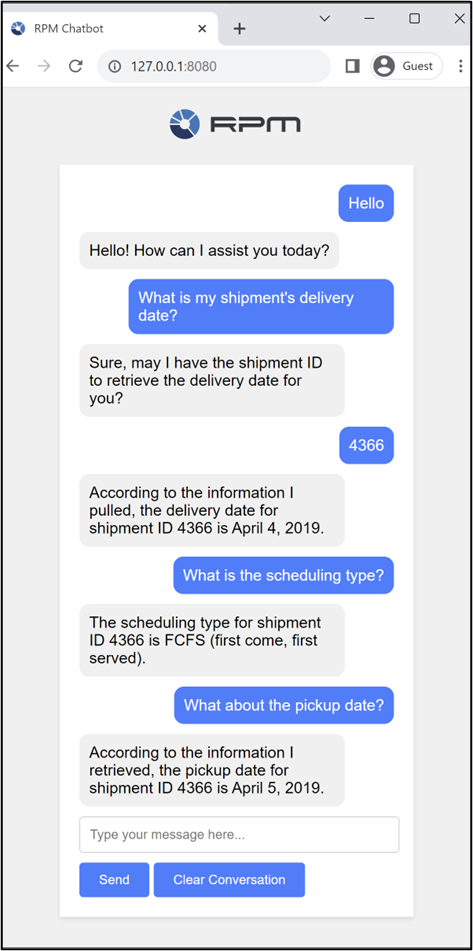 RPM Chatbot
127.0.0.1:8080
Guest
RPM
Hello
Hello! How can I assist you today?
What is my shipment's delivery
date?
Sure, may I have the shipment ID
to retrieve the delivery date for
you?
4366
According to the information I
pulled, the delivery date for
shipment ID 4366 is April 4, 2019.
What is the scheduling type?
The scheduling type for shipment
ID 4366 is FCFS (first come, first
served).
What about the pickup date?
According to the information I
retrieved, the pickup date for
shipment ID 4366 is April 5, 2019.
Type your message here...
Send
Clear Conversation